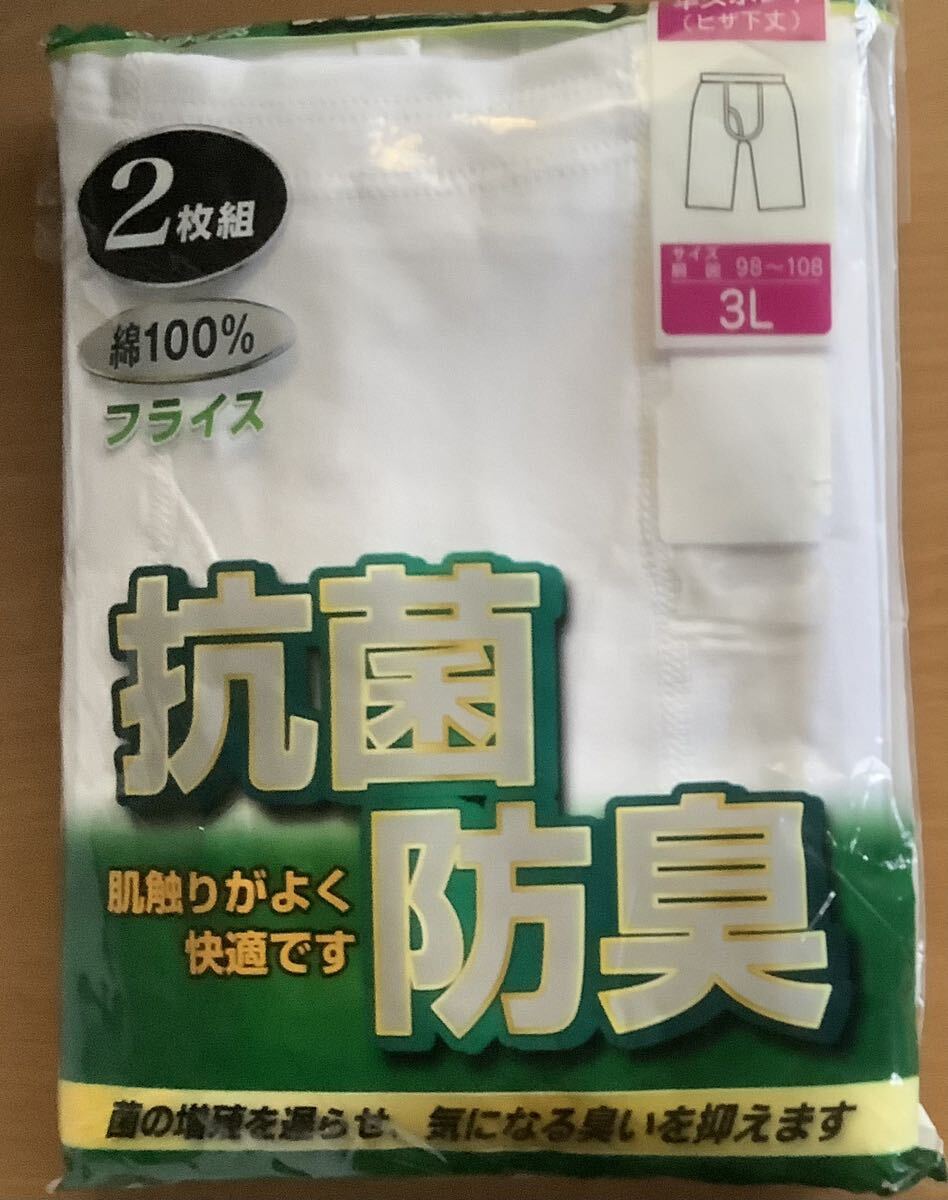 (ヒザ下丈)
2枚組
サイズ
胴囲 98~108
3L
綿100%
フライス
抗菌
防臭
肌触りがよく
快適です
菌の増殖を遅らせ、気になる臭いを抑えます